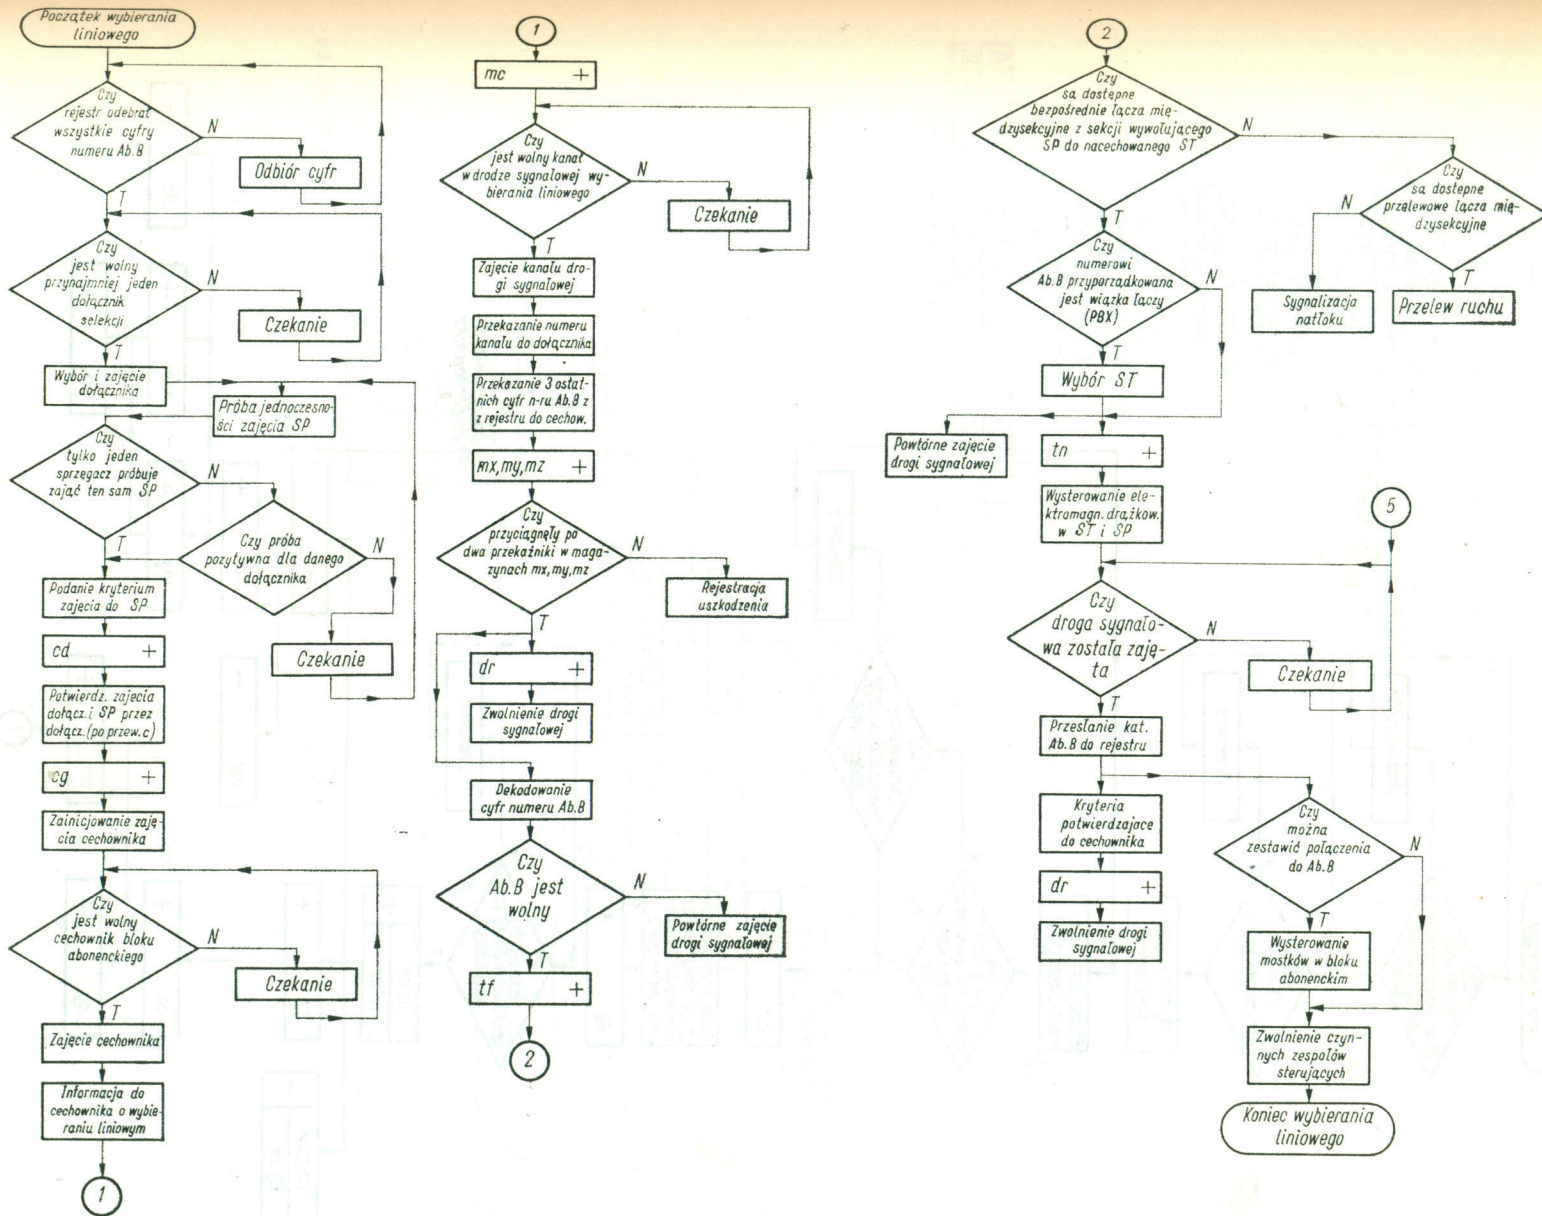 Początek wybierania
liniowego
Czy
rejestr odebrał
wszystkie cyfry
numeru Ab.B
N
Odbiór cyfr
T
Czy
jest wolny
przynajmniej jeden
dołącznik
selekcji
N
Czekanie
T
Wybór i zajęcie
dołącznika
Próba jednoczesno-
ści zajęcia SP
Czy
tylko jeden
sprzęgacz próbuje
zająć ten sam SP
N
T
Czy próba
pozytywna dla danego
dołącznika
N
Czekanie
Podanie kryterium
zajęcia do SP
cd +
Potwierdz. zajecia
dołącz. i SP przez
dołącz. (po przew. c)
cg +
Zainicjowanie zaję-
cia cechownika
Czy
jest wolny
cechownik bloku
abonenckiego
N
Czekanie
T
Zajęcie cechownika
Informacja do
cechownika o wybie-
raniu liniowym
1
1
mc +
Czy
jest wolny kanał
w drodze sygnałowej wy-
bierania liniowego
N
Czekanie
T
Zajęcie kanału dro-
gi sygnałowej
Przekazanie numeru
kanału do dołącznika
Przekazanie 3 ostat-
nich cyfr n-ru Ab.B z
z rejestru do cechow.
mx, my, mz +
Czy
przyciągnęły po
dwa przekaźniki w maga-
zynach mx, my, mz
N
Rejestracja
uszkodzenia
T
dr +
Zwolnienie drogi
sygnałowej
Dekodowanie
cyfr numeru Ab.B
Czy
Ab.B jest
wolny
N
Powtórne zajęcie
drogi sygnałowej
T
tf +
2
2
Czy
są dostępne
bezpośrednie łącza mię-
dzysekcyjne z sekcji wywołującego
SP do nacechowanego ST
N
Czy
są dostępne
przelewowe łącza mię-
dzysekcyjne
N
T
Sygnalizacja
natłoku
Przelew ruchu
T
Czy
numerowi
Ab.B przyporządkowana
jest wiązka łączy
(PBX)
N
T
Wybór ST
Powtórne zajęcie
drogi sygnałowej
tn +
Wysterowanie ele-
ktromagn. drążkow.
w ST i SP
5
Czy
droga sygnało-
wa została zaję-
ta
N
Czekanie
T
Przesłanie kat.
Ab.B do rejestru
Kryteria
potwierdzające
do cechownika
dr +
Zwolnienie drogi
sygnałowej
Czy
można
zestawić połączenia
do Ab.B
N
T
Wysterowanie
mostków w bloku
abonenckim
Zwolnienie czyn-
nych zespołów
sterujących
Koniec wybierania
liniowego